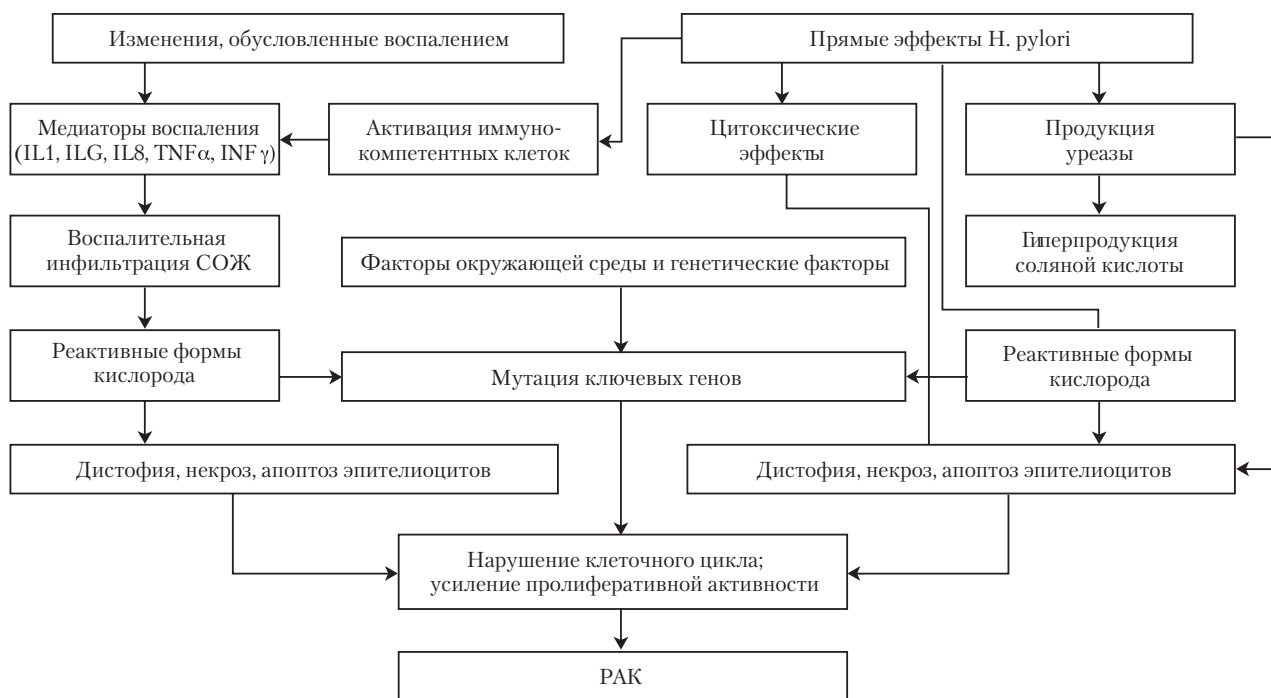 Изменения, обусловленные воспалением
Прямые эффекты H. pylori
Медиаторы воспаления
(IL1, ILG, IL8, TNFα, INF γ)
Активация иммуно-
компетентных клеток
Цитоксические
эффекты
Продукция
уреазы
Воспалительная
инфильтрация СОЖ
Факторы окружающей среды и генетические факторы
Гиперпродукция
соляной кислоты
Реактивные формы
кислорода
Мутация ключевых генов
Реактивные формы
кислорода
Дистофия, некроз, апоптоз эпителиоцитов
Дистофия, некроз, апоптоз эпителиоцитов
Нарушение клеточного цикла;
усиление пролиферативной активности
РАК